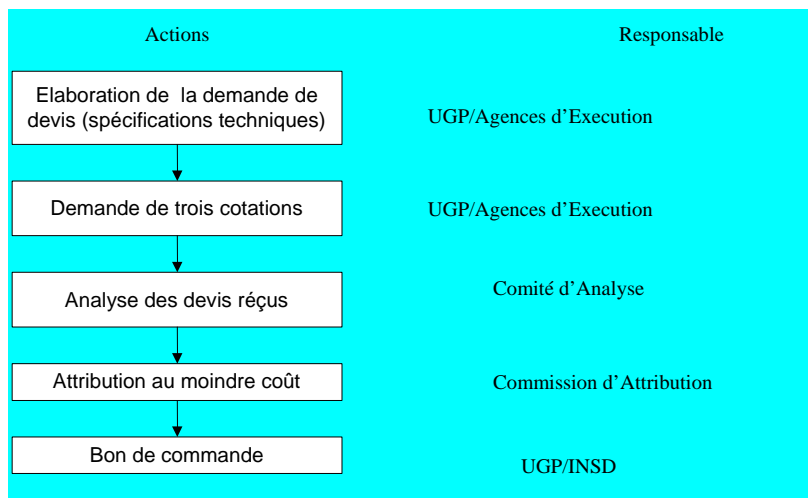 Actions
Responsable
Elaboration de la demande de
devis (spécifications techniques)
UGP/Agences d’Execution
Demande de trois cotations
UGP/Agences d’Execution
Analyse des devis réçus
Comité d’Analyse
Attribution au moindre coût
Commission d’Attribution
Bon de commande
UGP/INSD